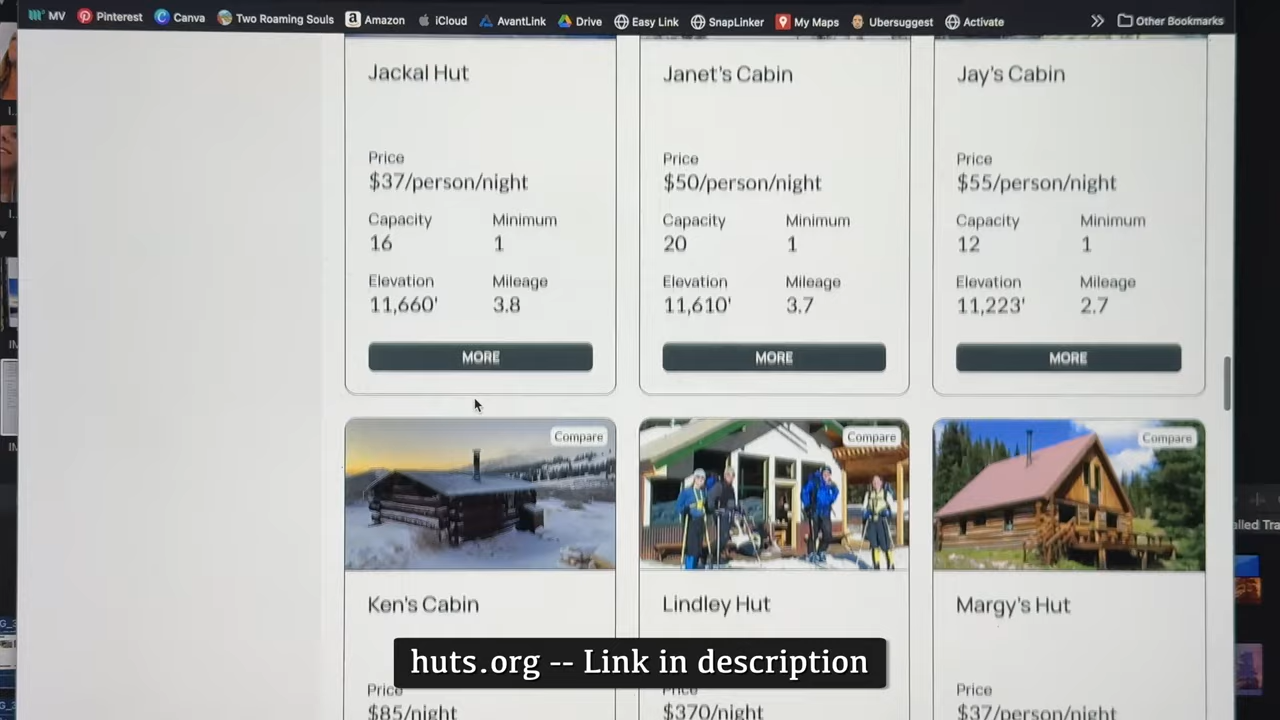 MV Pinterest Canva Two Roaming Souls Amazon iCloud AvantLink Drive Easy Link SnapLinker My Maps Ubersuggest Activate Other Bookmarks
Jackal Hut
Price
$37/person/night
Capacity Minimum
16 1
Elevation Mileage
11,660' 3.8
MORE
Janet's Cabin
Price
$50/person/night
Capacity Minimum
20 1
Elevation Mileage
11,610' 3.7
MORE
Jay's Cabin
Price
$55/person/night
Capacity Minimum
12 1
Elevation Mileage
11,223' 2.7
MORE
Compare
Ken's Cabin
Price
$85/night
Compare
Lindley Hut
Price
$370/night
Compare
Margy's Hut
Price
$37/person/night
huts.org -- Link in description